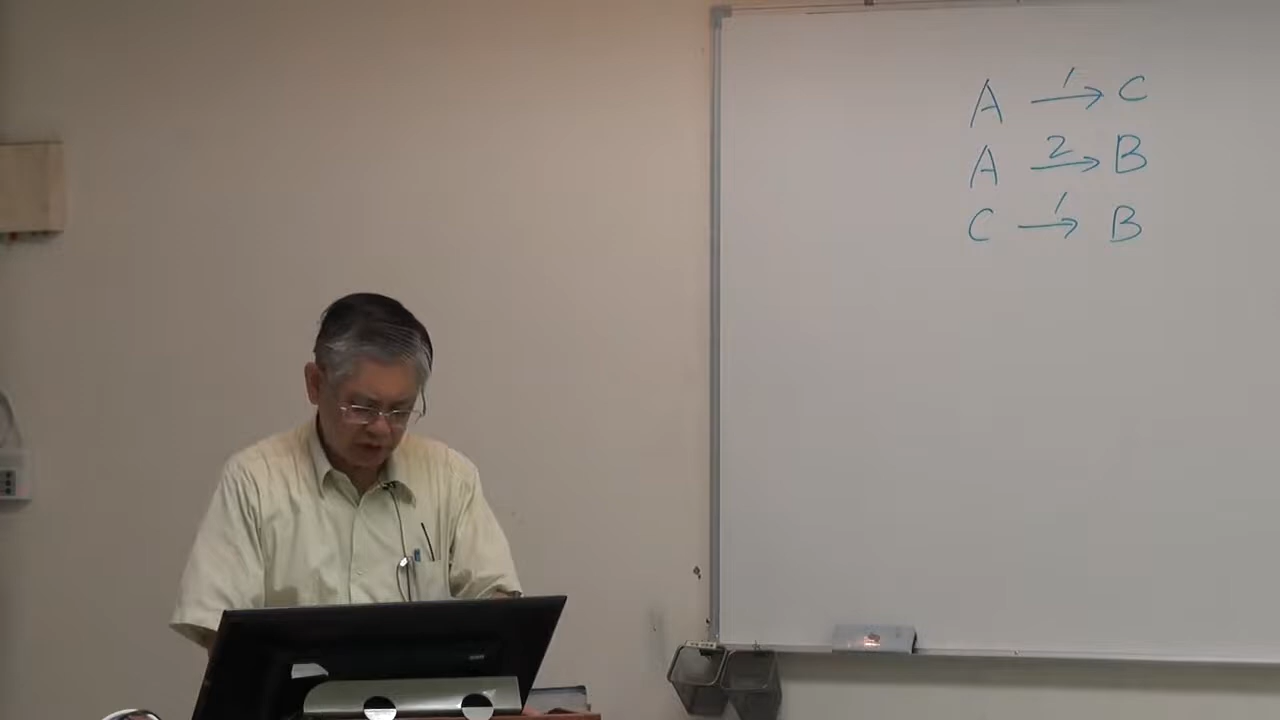 A 1→ C
A 2→ B
C 1→ B